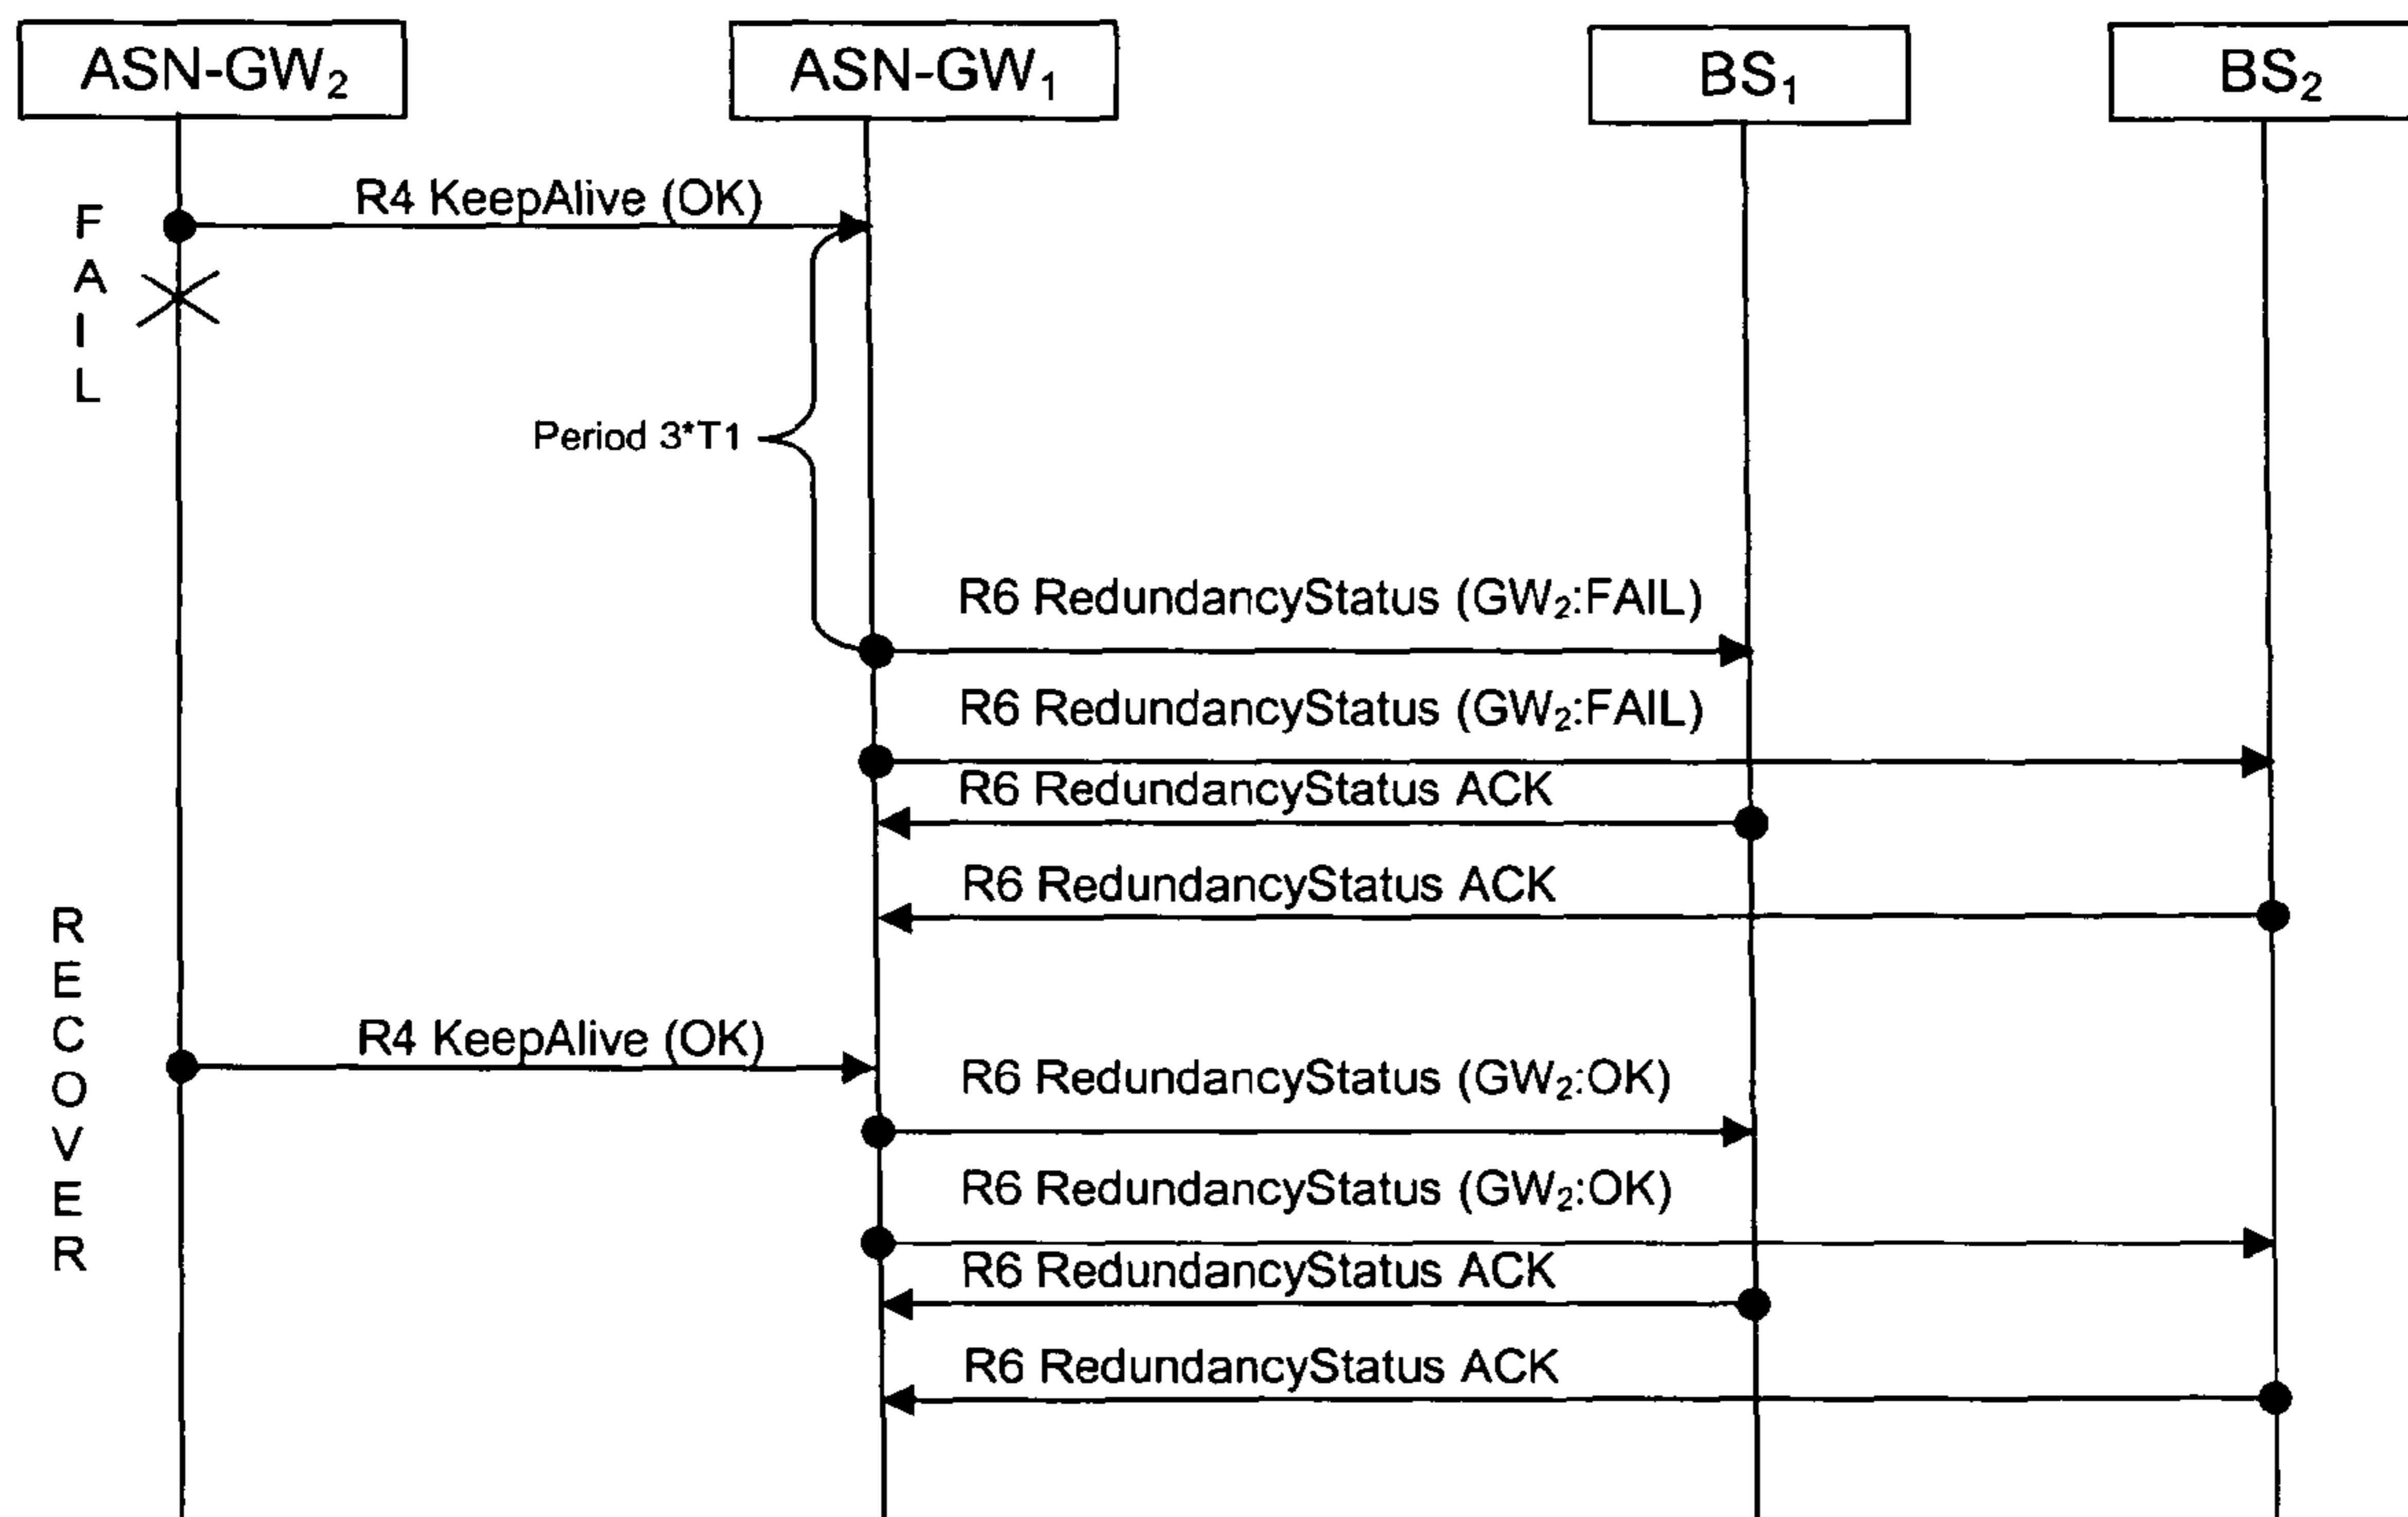 ASN-GW₂
ASN-GW₁
BS₁
BS₂
FAIL
R4 KeepAlive (OK)
Period 3*T1
R6 RedundancyStatus (GW₂:FAIL)
R6 RedundancyStatus (GW₂:FAIL)
R6 RedundancyStatus ACK
R6 RedundancyStatus ACK
RECOVER
R4 KeepAlive (OK)
R6 RedundancyStatus (GW₂:OK)
R6 RedundancyStatus (GW₂:OK)
R6 RedundancyStatus ACK
R6 RedundancyStatus ACK